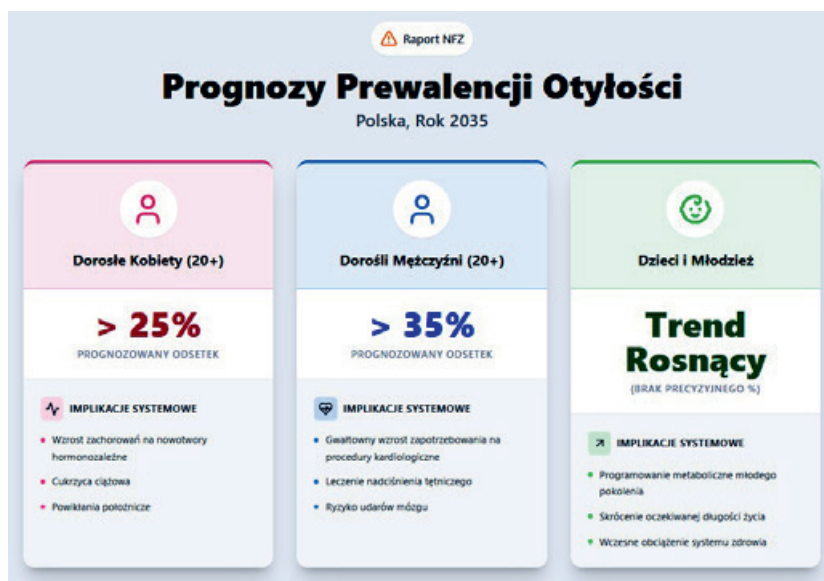 Raport NFZ
Prognozy Prewalencji Otyłości
Polska, Rok 2035
Dorosłe Kobiety (20+)
> 25%
PROGNOZOWANY ODSETEK
IMPLIKACJE SYSTEMOWE
Wzrost zachorowań na nowotwory
hormonozależne
Cukrzyca ciążowa
Powikłania położnicze
Dorośli Mężczyźni (20+)
> 35%
PROGNOZOWANY ODSETEK
IMPLIKACJE SYSTEMOWE
Gwałtowny wzrost zapotrzebowania na
procedury kardiologiczne
Leczenie nadciśnienia tętniczego
Ryzyko udarów mózgu
Dzieci i Młodzież
Trend
Rosnący
(BRAK PRECYZYJNEGO %)
IMPLIKACJE SYSTEMOWE
Programowanie metaboliczne młodego
pokolenia
Skrócenie oczekiwanej długości życia
Wczesne obciążenie systemu zdrowia